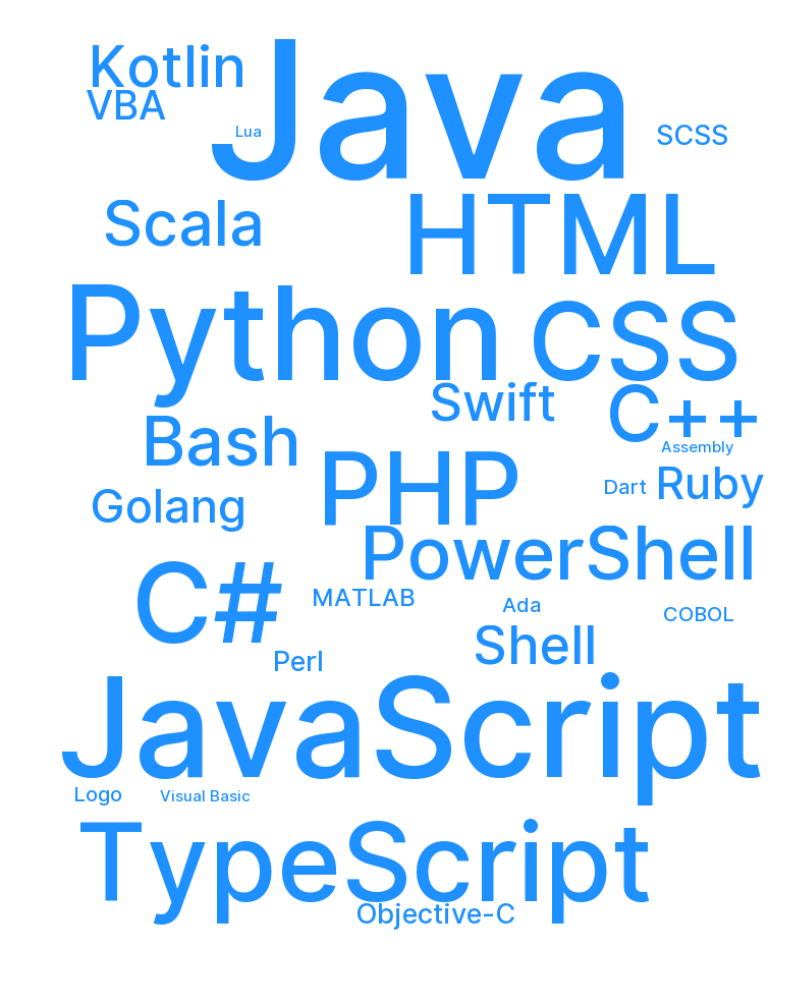 Kotlin
Java
VBA
Lua
SCSS
Scala
HTML
Python
CSS
Swift
C++
Bash
Assembly
PHP
Dart
Ruby
Golang
PowerShell
C#
MATLAB
Ada
COBOL
Shell
Perl
JavaScript
Logo
Visual Basic
TypeScript
Objective-C